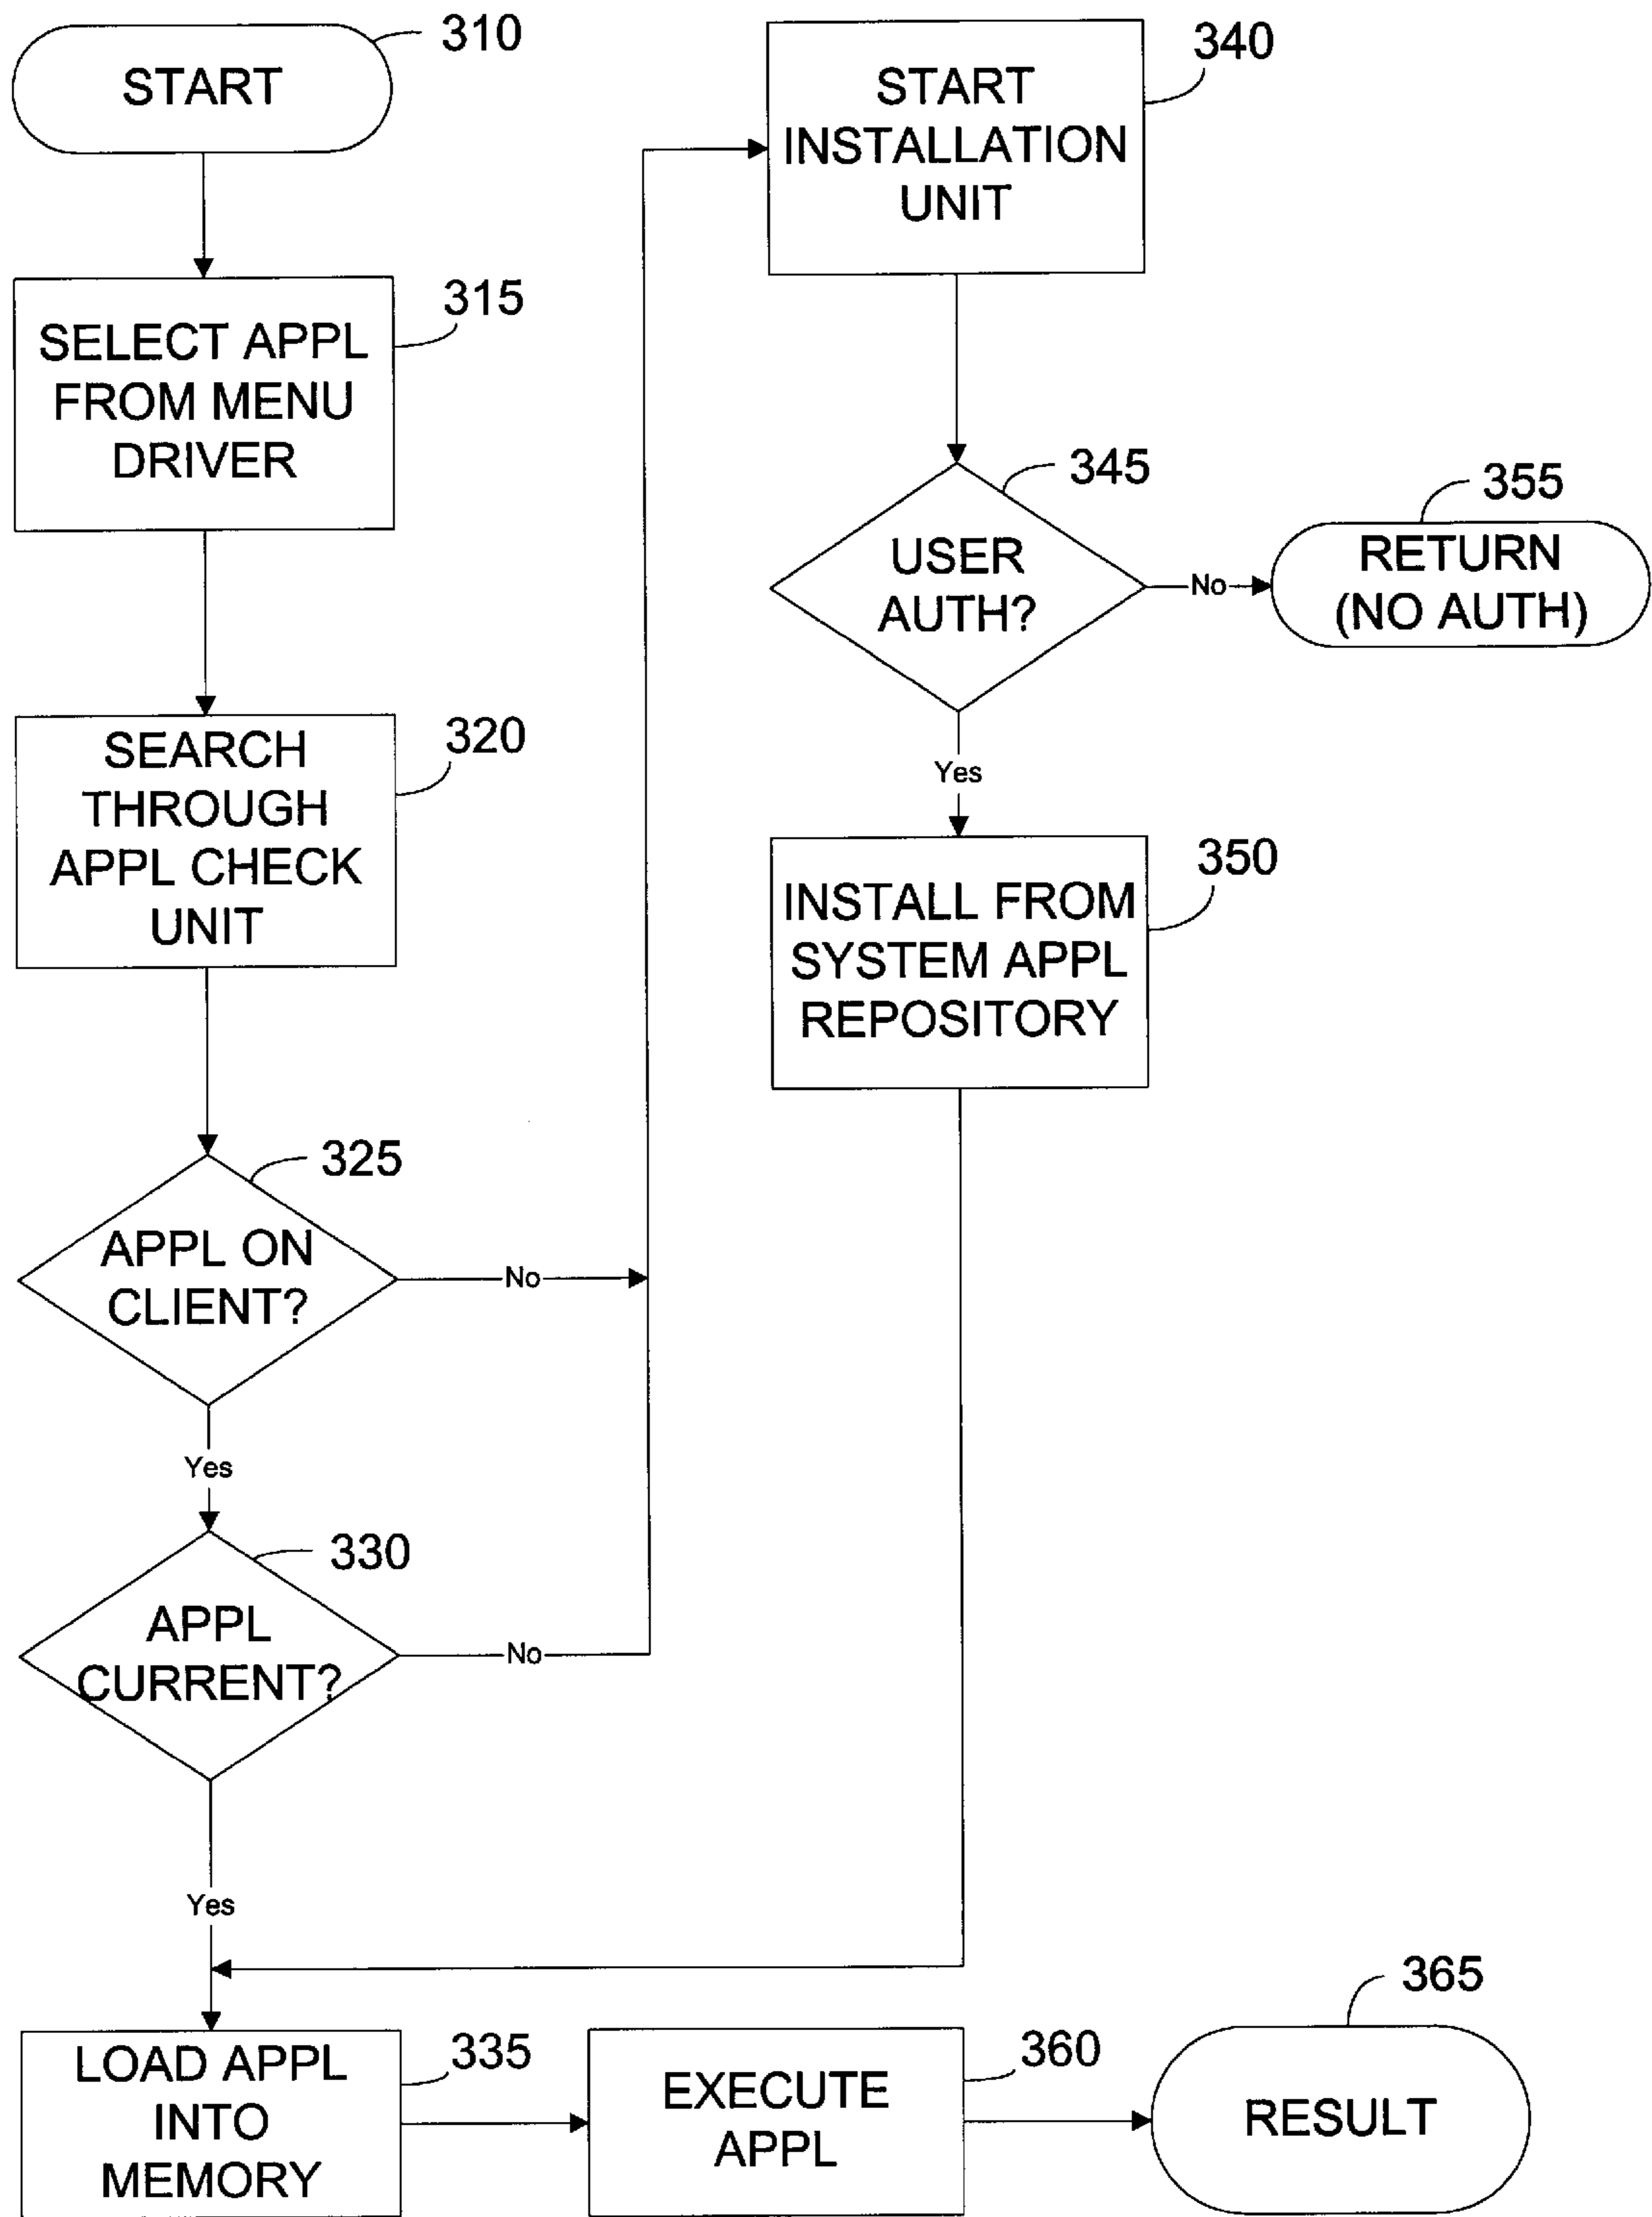 310
START
315
SELECT APPL
FROM MENU
DRIVER
320
SEARCH
THROUGH
APPL CHECK
UNIT
325
APPL ON
CLIENT?
No
Yes
330
APPL
CURRENT?
No
Yes
340
START
INSTALLATION
UNIT
345
USER
AUTH?
No
355
RETURN
(NO AUTH)
Yes
350
INSTALL FROM
SYSTEM APPL
REPOSITORY
335
LOAD APPL
INTO
MEMORY
360
EXECUTE
APPL
365
RESULT